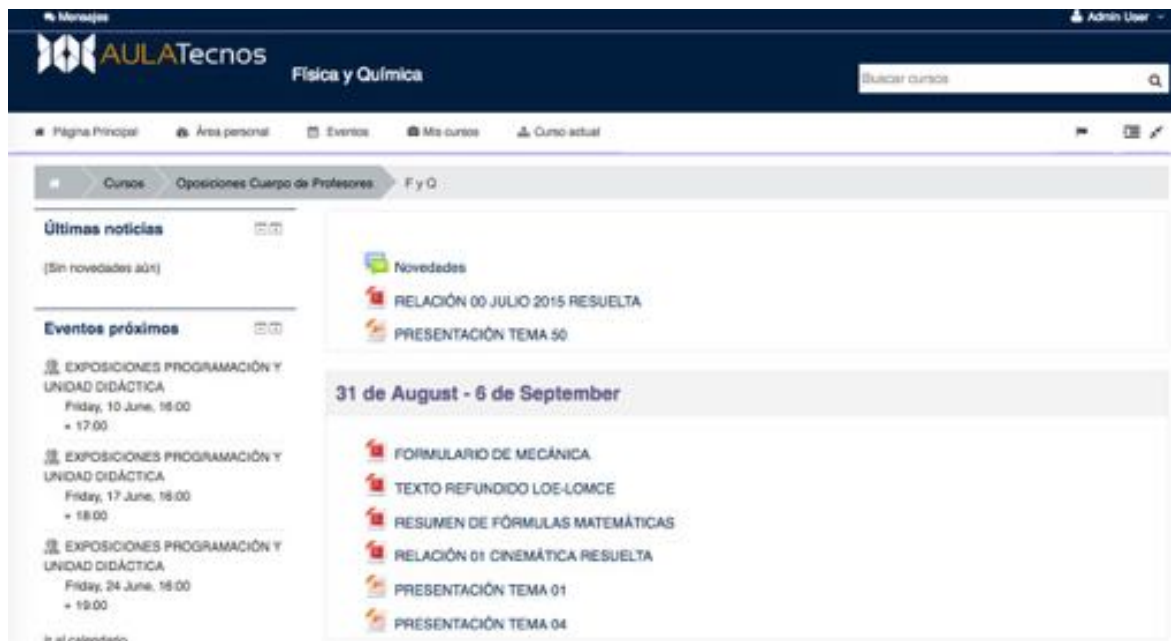 Mensajes
Admin User
AULATecnos
Física y Química
Buscar cursos
Página Principal
Área personal
Eventos
Mis cursos
Curso actual
Cursos
Oposiciones Cuerpo de Profesores
F y Q
Últimas noticias
(Sin novedades aún)
Eventos próximos
EXPOSICIONES PROGRAMACIÓN Y
UNIDAD DIDÁCTICA
Friday, 10 June, 16:00
» 17:00
EXPOSICIONES PROGRAMACIÓN Y
UNIDAD DIDÁCTICA
Friday, 17 June, 16:00
» 18:00
EXPOSICIONES PROGRAMACIÓN Y
UNIDAD DIDÁCTICA
Friday, 24 June, 16:00
» 19:00
Ir al calendario
Novedades
RELACIÓN 00 JULIO 2015 RESUELTA
PRESENTACIÓN TEMA 50
31 de August - 6 de September
FORMULARIO DE MECÁNICA
TEXTO REFUNDIDO LOE-LOMCE
RESUMEN DE FÓRMULAS MATEMÁTICAS
RELACIÓN 01 CINEMÁTICA RESUELTA
PRESENTACIÓN TEMA 01
PRESENTACIÓN TEMA 04